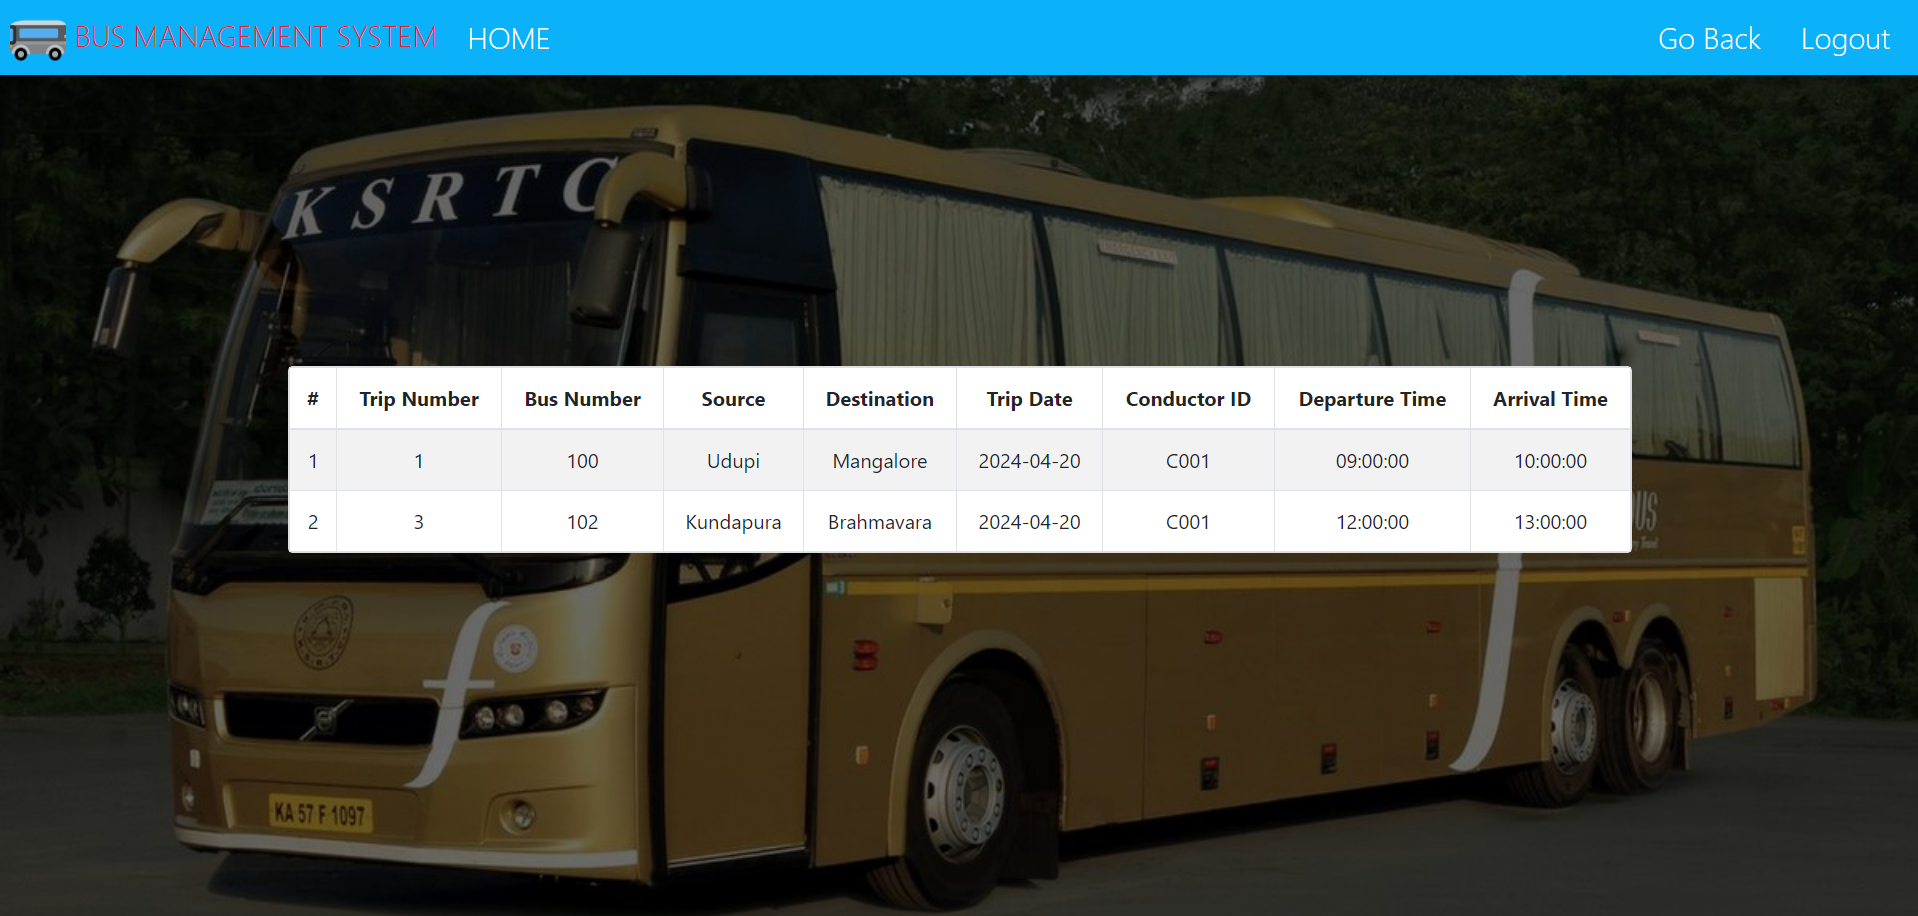 BUS MANAGEMENT SYSTEM HOME Go Back Logout
KSRTC
# Trip Number Bus Number Source Destination Trip Date Conductor ID Departure Time Arrival Time
1 1 100 Udupi Mangalore 2024-04-20 C001 09:00:00 10:00:00
2 3 102 Kundapura Brahmavara 2024-04-20 C001 12:00:00 13:00:00
BUS
KA 57 F 1097